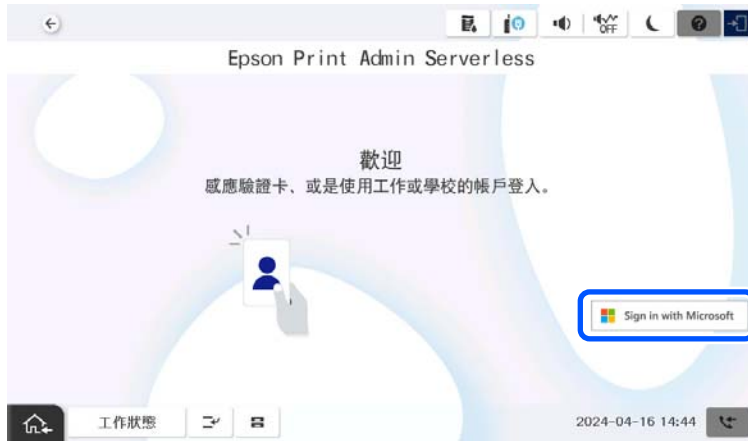 OFF
Epson Print Admin Serverless
歡迎
感應驗證卡、或是使用工作或學校的帳戶登入。
Sign in with Microsoft
工作狀態
2024-04-16 14:44